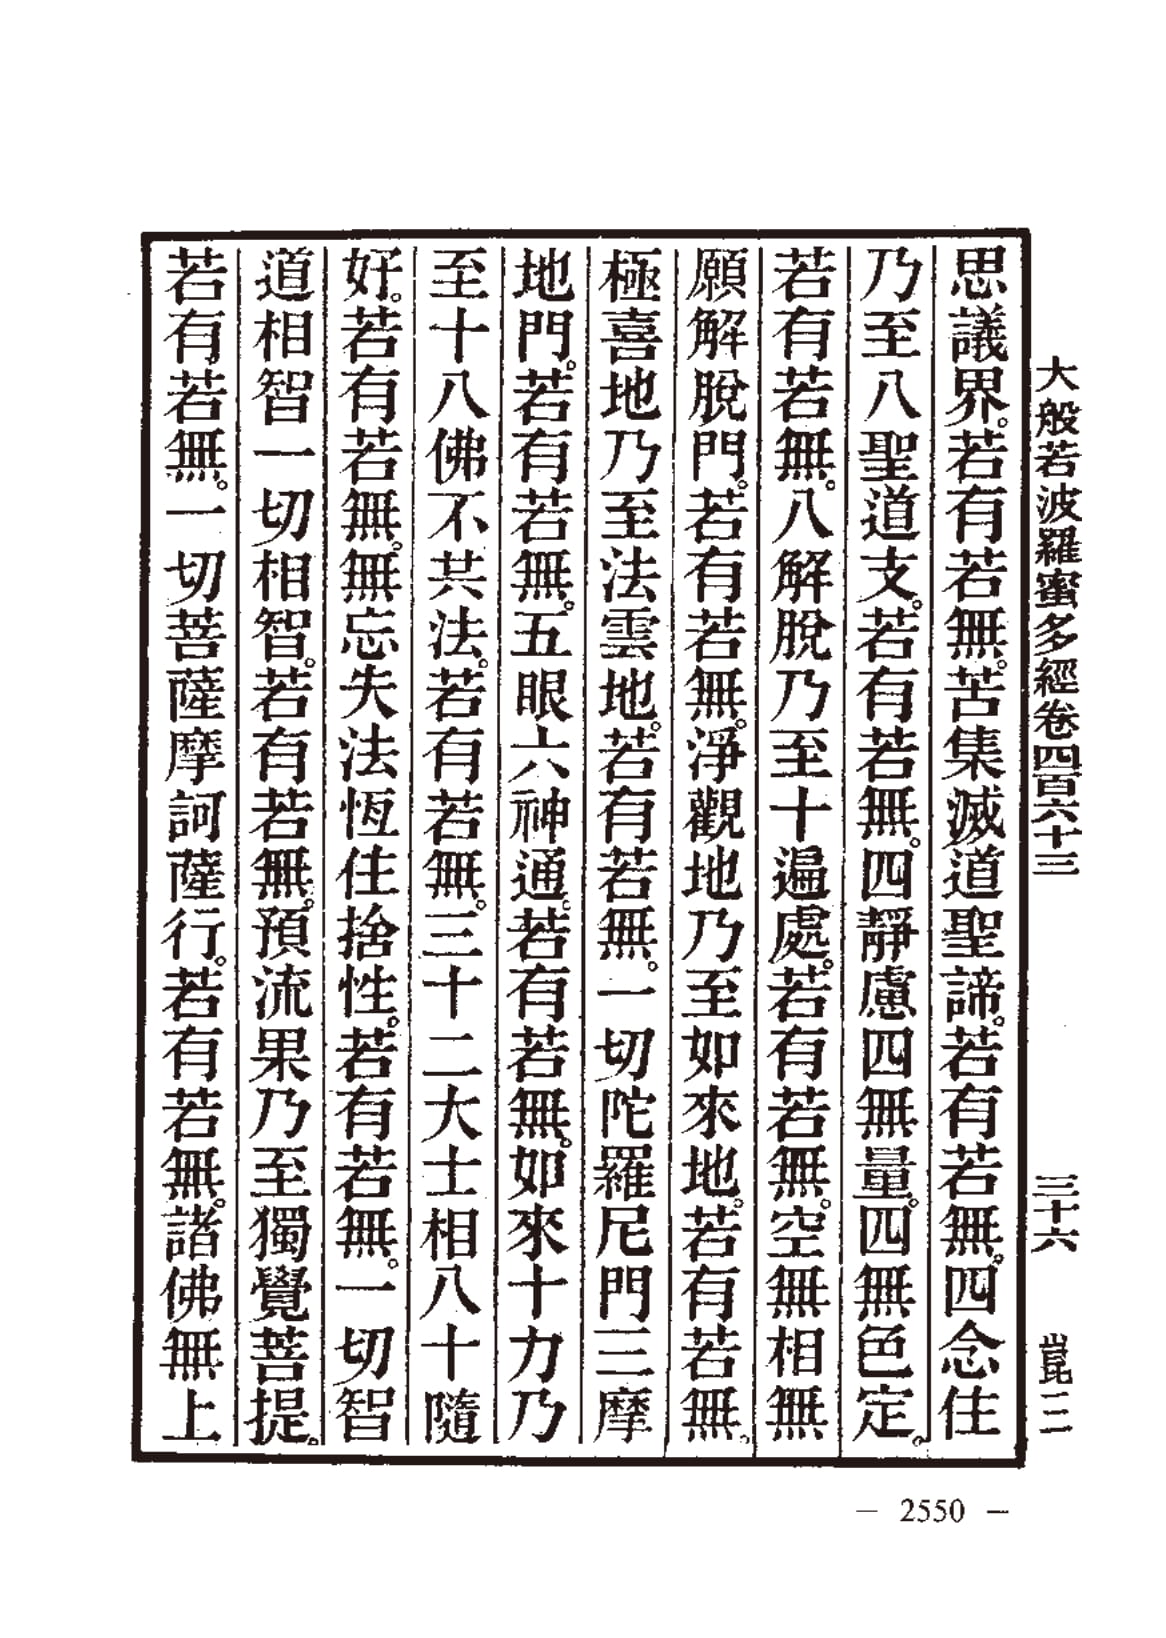 大般若波羅蜜多經卷四百六十三 三十六 崑三
思議界。若有若無。苦集滅道聖諦。若有若無。四念住
乃至八聖道支。若有若無。四靜慮四無量。四無色定。
若有若無。八解脫乃至十遍處。若有若無。空無相無
願解脫門。若有若無。淨觀地乃至如來地。若有若無。
極喜地乃至法雲地。若有若無。一切陀羅尼門三摩
地門。若有若無。五眼六神通。若有若無。如來十力乃
至十八佛不共法。若有若無。三十二大士相八十隨
好。若有若無。無忘失法恆住捨性。若有若無。一切智
道相智一切相智。若有若無。預流果乃至獨覺菩提。
若有若無。一切菩薩摩訶薩行。若有若無。諸佛無上
— 2550 —